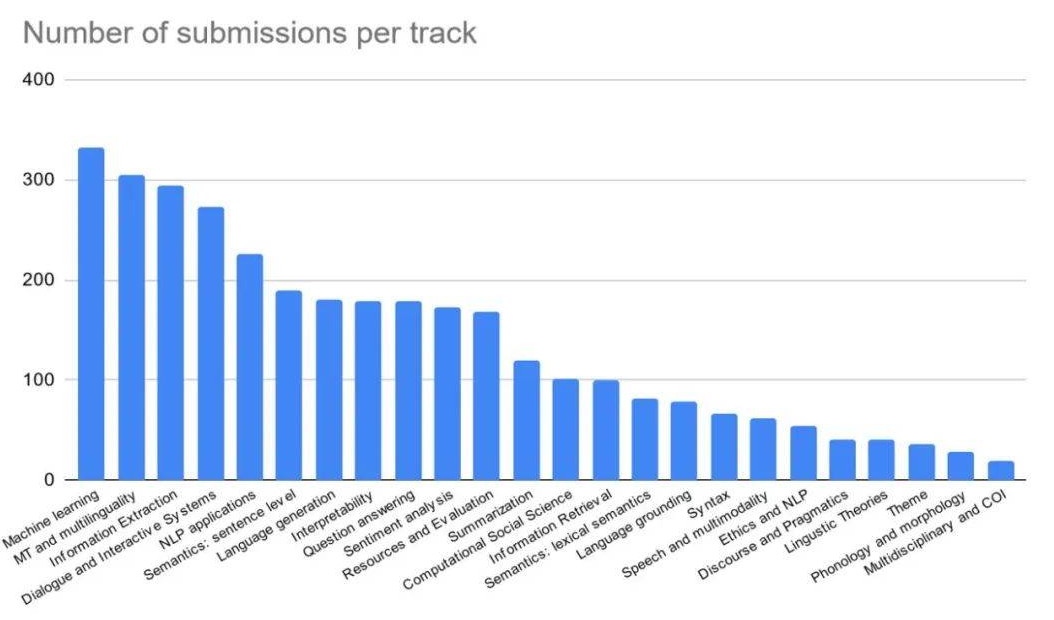 Number of submissions per track
400
300
200
100
0
Machine learning
MT and multilinguality
Information Extraction
Dialogue and Interactive Systems
NLP applications
Semantics: sentence level
Language generation
Interpretability
Question answering
Sentiment analysis
Resources and Evaluation
Summarization
Computational Social Science
Information Retrieval
Semantics: lexical semantics
Language grounding
Syntax
Speech and multimodality
Ethics and NLP
Discourse and Pragmatics
Lingustic Theories
Theme
Phonology and morphology
Multidisciplinary and COI